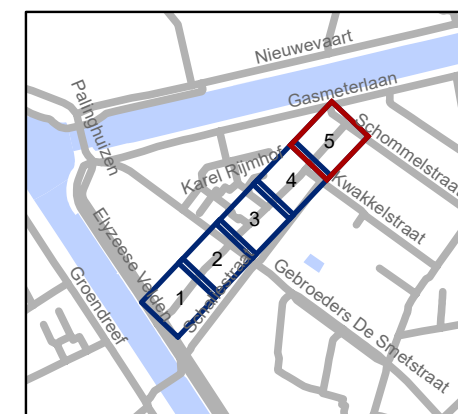 Nieuwevaart
Palinghuizen
Gasmeterlaan
Schommelstraat
5
Karel Rijmhof
4
Kwakkelstraat
3
Elyzeese Velden
2
Gebroeders De Smetstraat
1
Groendreef